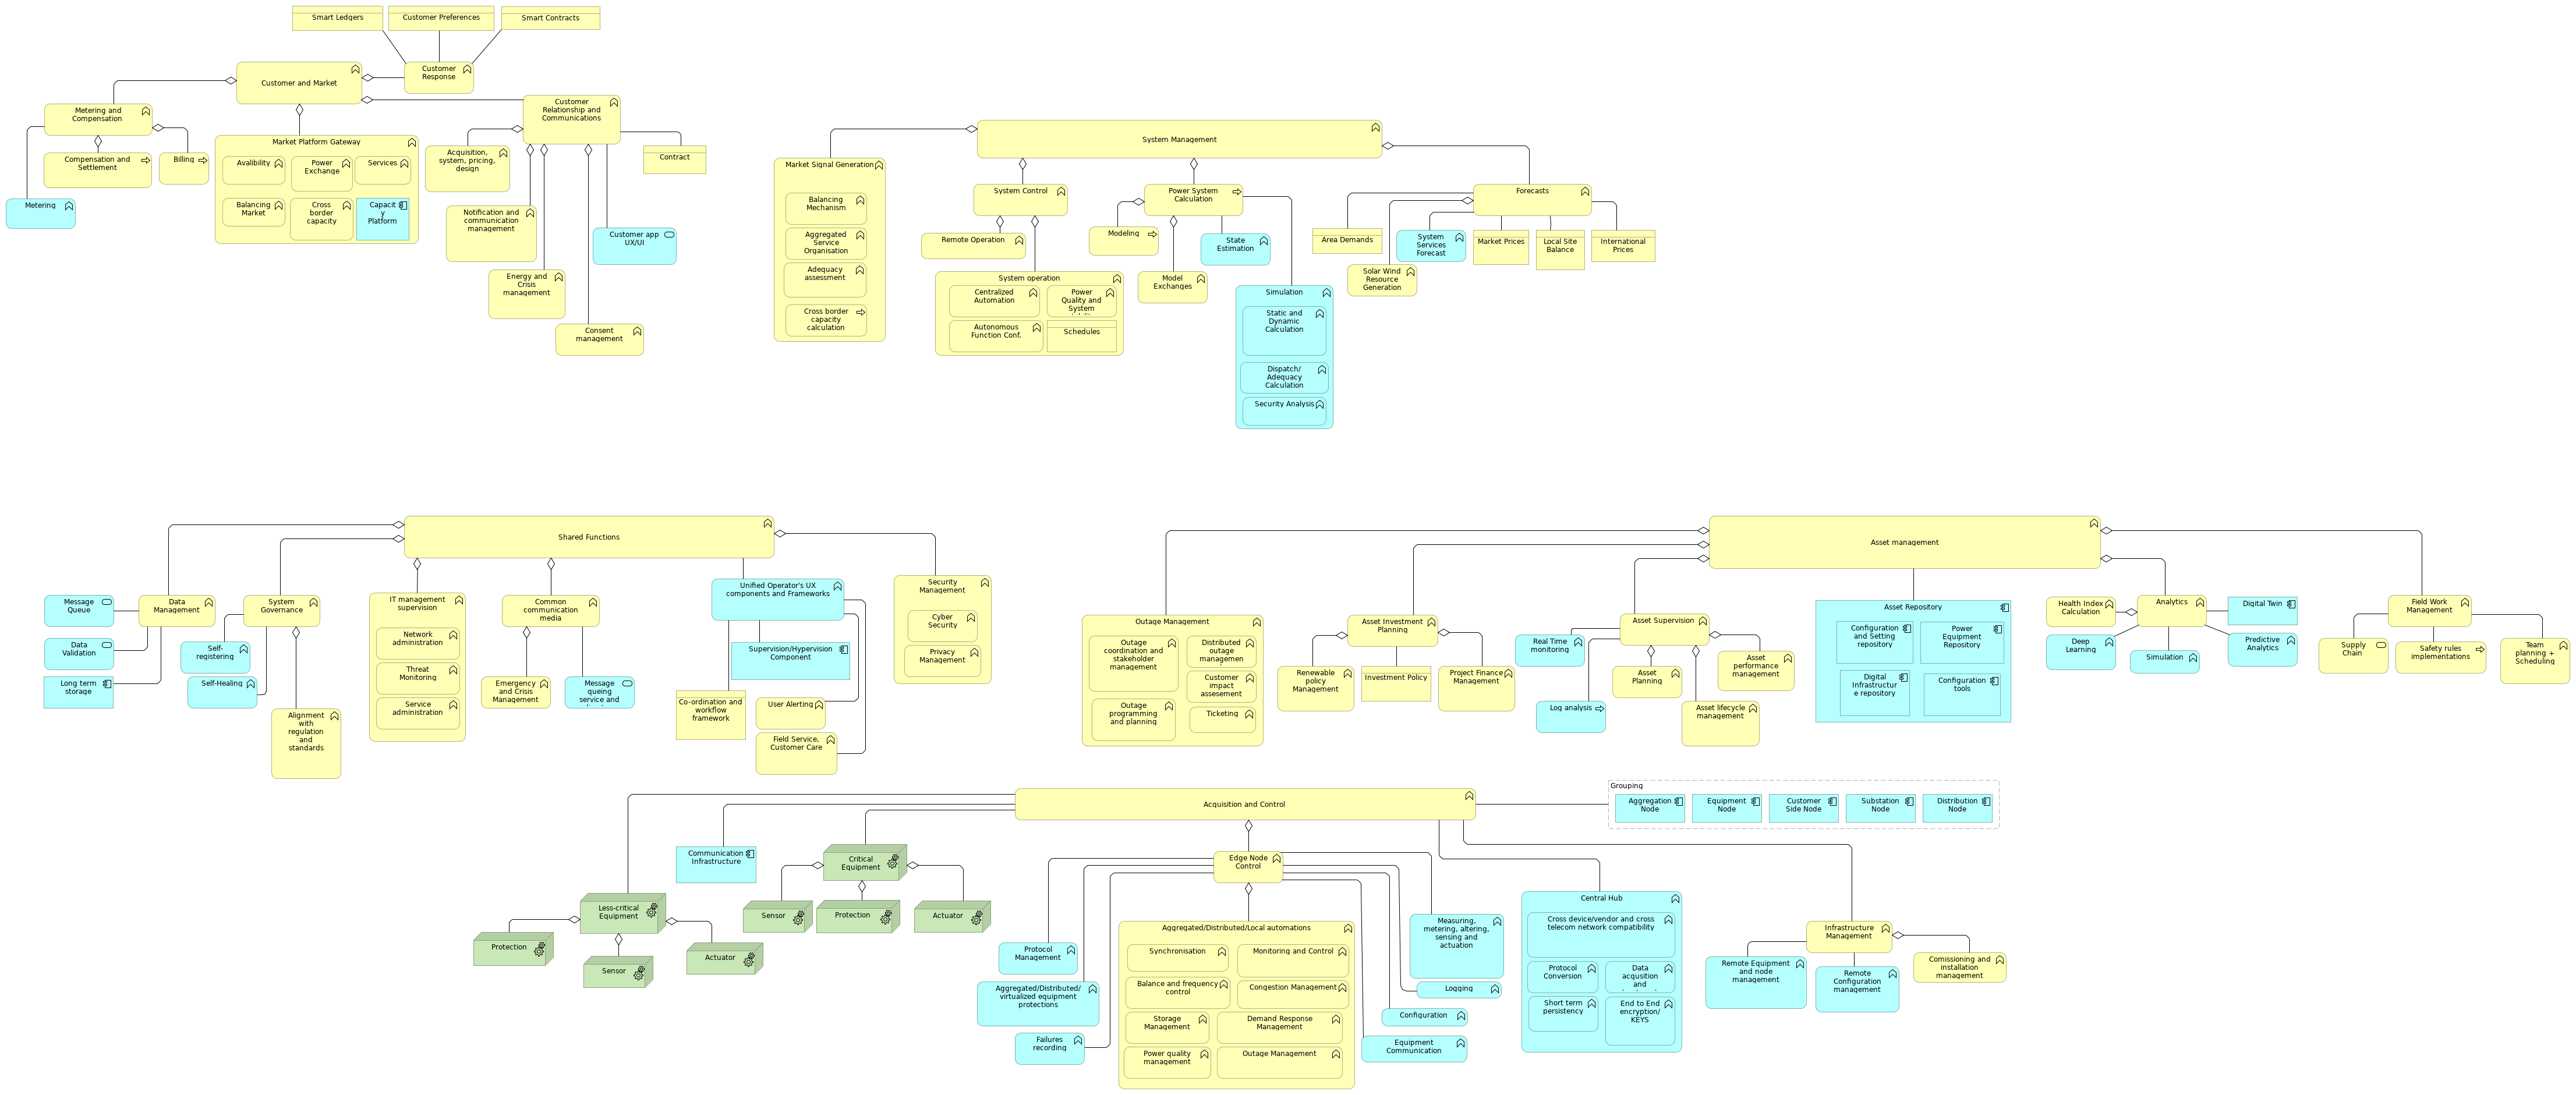 Smart Ledgers
Customer Preferences
Smart Contracts
Customer
Response
Customer and Market
Metering and
Compensation
Compensation and
Settlement
Billing
Metering
Market Platform Gateway
Avalibility
Power
Exchange
Services
Balancing
Market
Cross
border
capacity
Capacit
y
Platform
Customer
Relationship and
Communications
Acquisition,
system, pricing,
design
Contract
Notification and
communication
management
Customer app
UX/UI
Energy and
Crisis
management
Consent
management
System Management
Market Signal Generation
Balancing
Mechanism
Aggregated
Service
Organisation
Adequacy
assessment
Cross border
capacity
calculation
System Control
Remote Operation
System operation
Centralized
Automation
Power
Quality and
System
Autonomous
Function Conf.
Schedules
Power System
Calculation
Modeling
State
Estimation
Model
Exchanges
Simulation
Static and
Dynamic
Calculation
Dispatch/
Adequacy
Calculation
Security Analysis
Forecasts
Area Demands
System
Services
Forecast
Market Prices
Local Site
Balance
International
Prices
Solar Wind
Resource
Generation
Shared Functions
Message
Queue
Data
Management
Data
Validation
Long term
storage
System
Governance
Self-
registering
Self-Healing
Alignment
with
regulation
and
standards
IT management
supervision
Network
administration
Threat
Monitoring
Service
administration
Common
communication
media
Emergency
and Crisis
Management
Message
queing
service and
Unified Operator's UX
components and Frameworks
Supervision/Hypervision
Component
Co-ordination and
workflow
framework
User Alerting
Field Service,
Customer Care
Security
Management
Cyber
Security
Privacy
Management
Asset management
Outage Management
Outage
coordination and
stakeholder
management
Distributed
outage
managemen
Customer
impact
assesement
Outage
programming
and planning
Ticketing
Asset Investment
Planning
Renewable
policy
Management
Investment Policy
Project Finance
Management
Asset Supervision
Real Time
monitoring
Log analysis
Asset
Planning
Asset lifecycle
management
Asset
performance
management
Asset Repository
Configuration
and Setting
repository
Power
Equipment
Repository
Digital
Infrastructur
e repository
Configuration
tools
Analytics
Health Index
Calculation
Digital Twin
Deep
Learning
Simulation
Predictive
Analytics
Field Work
Management
Supply
Chain
Safety rules
implementations
Team
planning +
Scheduling
Acquisition and Control
Grouping
Aggregation
Node
Equipment
Node
Customer
Side Node
Substation
Node
Distribution
Node
Communication
Infrastructure
Critical
Equipment
Sensor
Protection
Actuator
Less-critical
Equipment
Protection
Sensor
Actuator
Edge Node
Control
Protocol
Management
Aggregated/Distributed/
virtualized equipment
protections
Failures
recording
Aggregated/Distributed/Local automations
Synchronisation
Monitoring and Control
Balance and frequency
control
Congestion Management
Storage
Management
Demand Response
Management
Power quality
management
Outage Management
Measuring,
metering, altering,
sensing and
actuation
Logging
Configuration
Equipment
Communication
Central Hub
Cross device/vendor and cross
telecom network compatibility
Protocol
Conversion
Data
acqusition
and
Short term
persistency
End to End
encryption/
KEYS
Infrastructure
Management
Remote Equipment
and node
management
Remote
Configuration
management
Comissioning and
installation
management